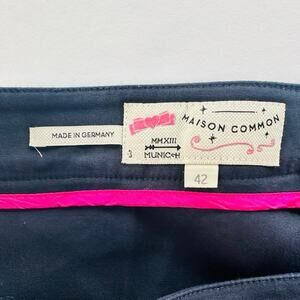 MADE IN GERMANY
MMXIII
MUNICH
MAISON COMMON
42